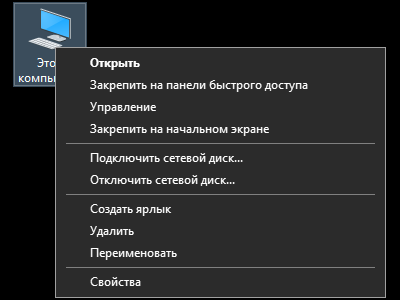 Это
компью
Открыть
Закрепить на панели быстрого доступа
Управление
Закрепить на начальном экране
Подключить сетевой диск...
Отключить сетевой диск...
Создать ярлык
Удалить
Переименовать
Свойства